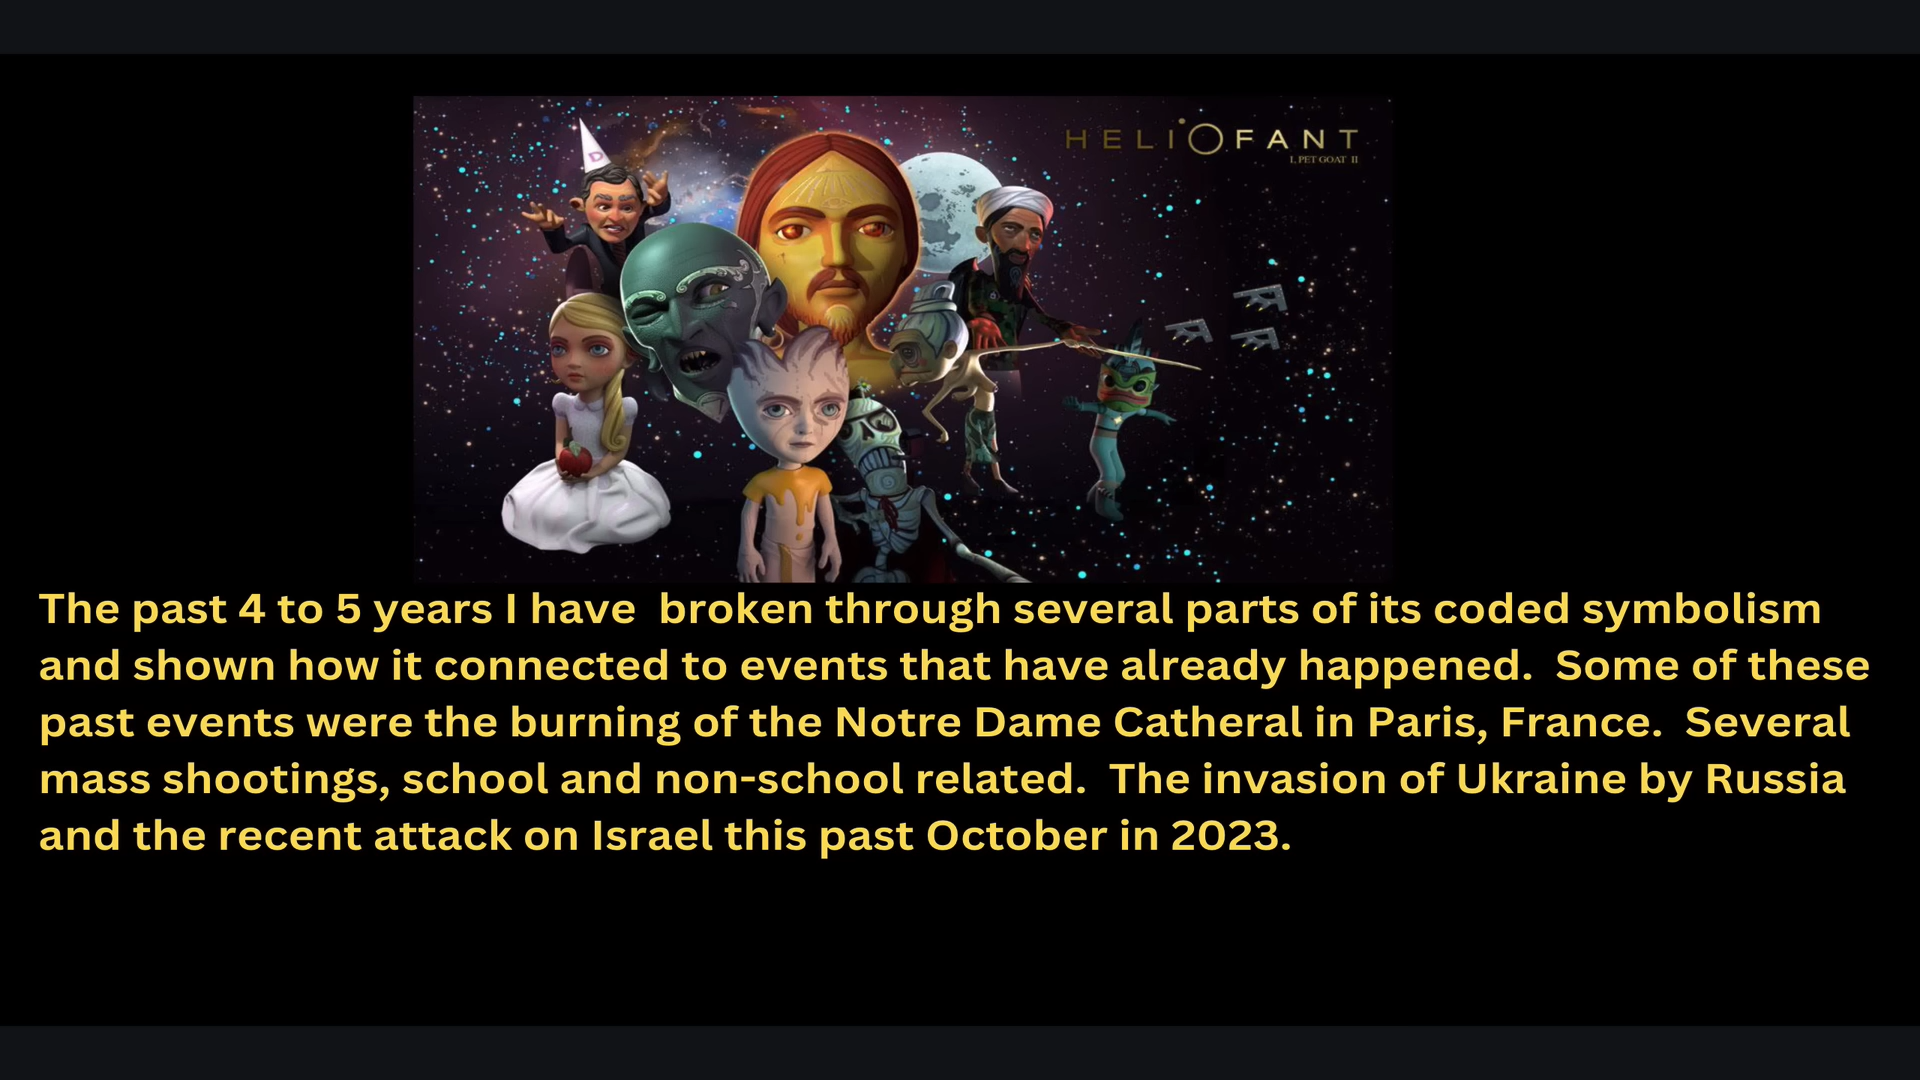 D
HELIOFANT
I, PET GOAT II
The past 4 to 5 years I have  broken through several parts of its coded symbolism
and shown how it connected to events that have already happened.  Some of these
past events were the burning of the Notre Dame Catheral in Paris, France.  Several
mass shootings, school and non-school related.  The invasion of Ukraine by Russia
and the recent attack on Israel this past October in 2023.